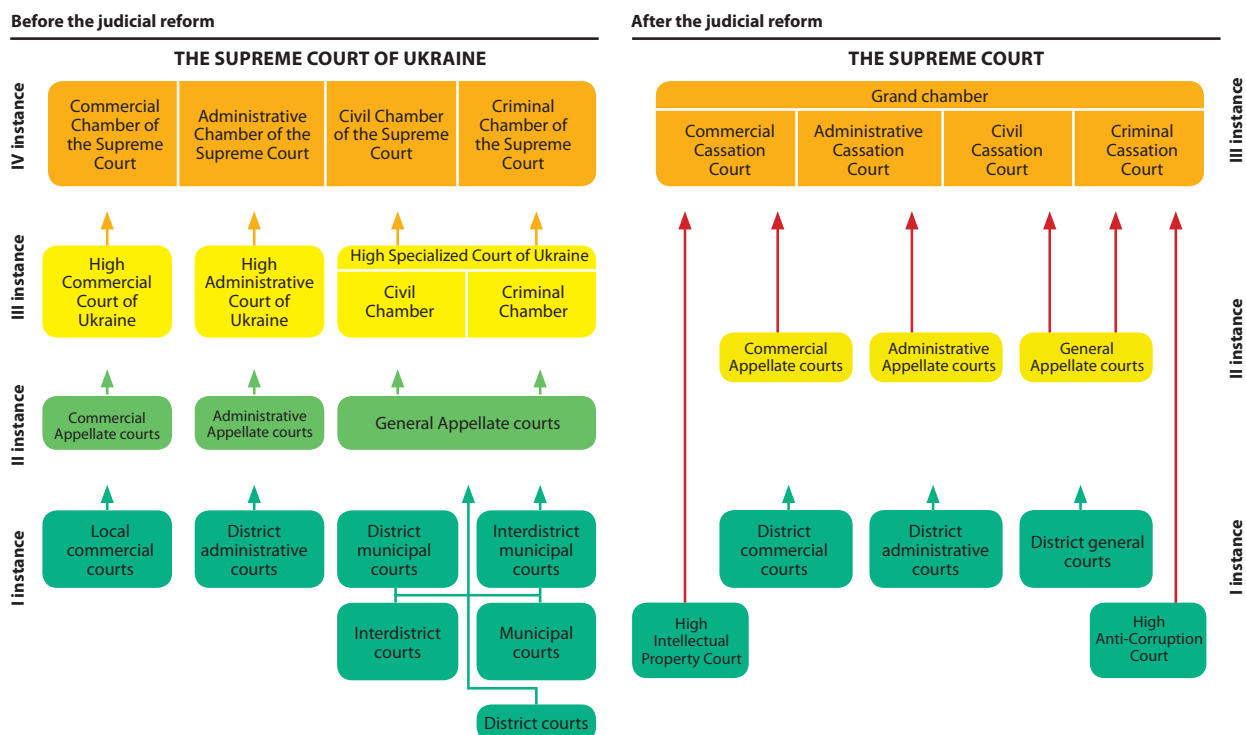 Before the judicial reform
THE SUPREME COURT OF UKRAINE
IV instance
Commercial
Chamber of
the Supreme
Court
Administrative
Chamber of the
Supreme Court
Civil Chamber
of the Supreme
Court
Criminal
Chamber of
the Supreme
Court
III instance
High
Commercial
Court of
Ukraine
High
Administrative
Court of
Ukraine
High Specialized Court of Ukraine
Civil
Chamber
Criminal
Chamber
II instance
Commercial
Appellate courts
Administrative
Appellate courts
General Appellate courts
I instance
Local
commercial
courts
District
administrative
courts
District
municipal
courts
Interdistrict
municipal
courts
Interdistrict
courts
Municipal
courts
District courts
After the judicial reform
THE SUPREME COURT
Grand chamber
Commercial
Cassation
Court
Administrative
Cassation
Court
Civil
Cassation
Court
Criminal
Cassation
Court
III instance
Commercial
Appellate courts
Administrative
Appellate courts
General
Appellate courts
II instance
District
commercial
courts
District
administrative
courts
District general
courts
I instance
High
Intellectual
Property Court
High
Anti-Corruption
Court